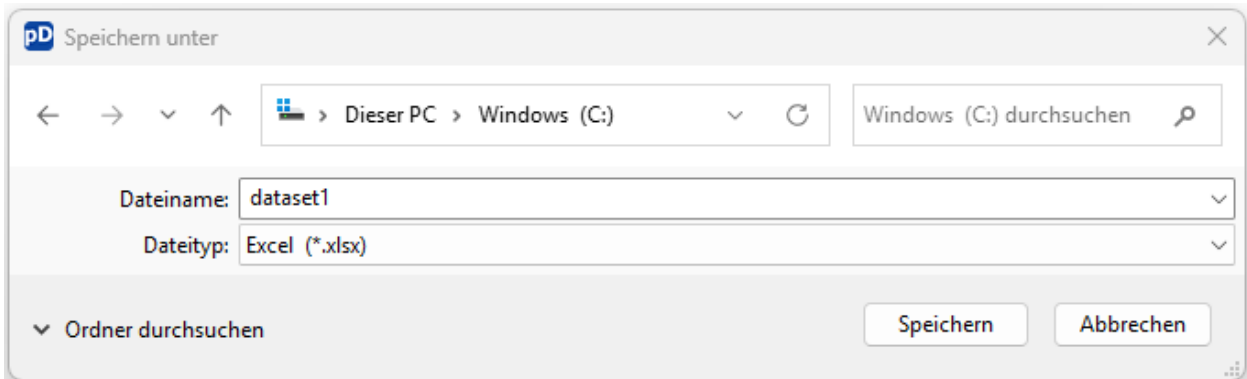 pD Speichern unter
Dieser PC > Windows (C:)
Windows (C:) durchsuchen
Dateiname: dataset1
Dateityp: Excel (*.xlsx)
Ordner durchsuchen
Speichern
Abbrechen